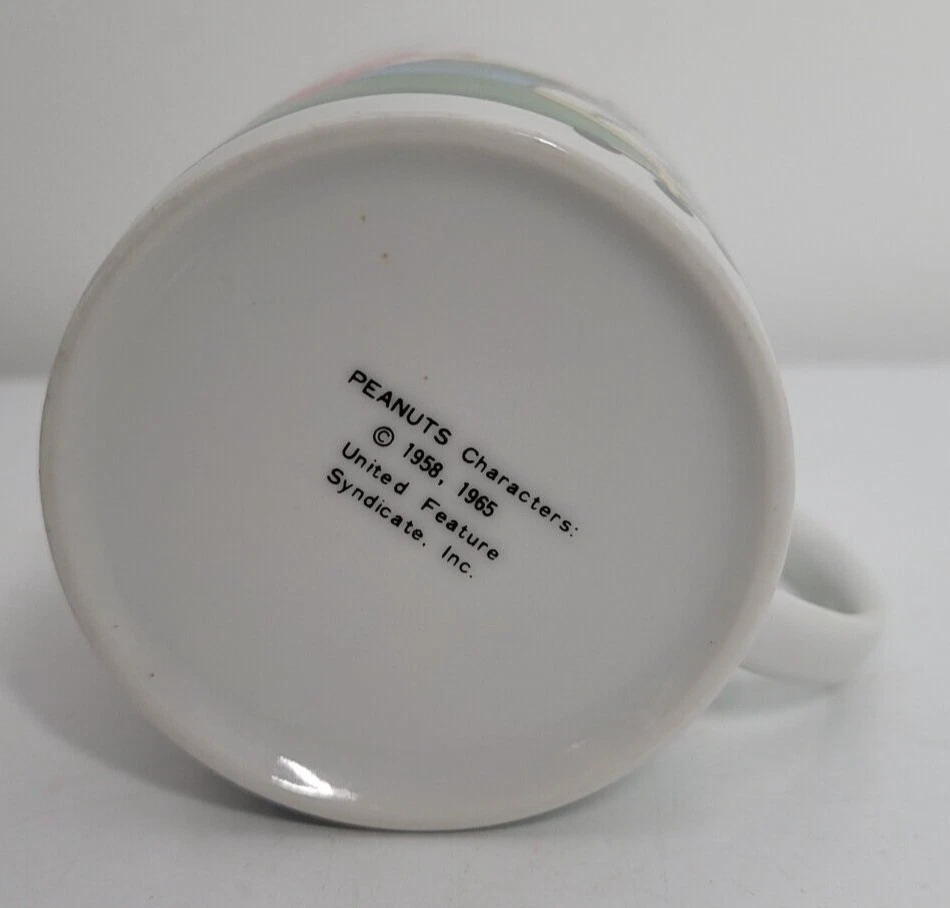 PEANUTS Characters:
© 1958, 1965
United Feature
Syndicate. Inc.